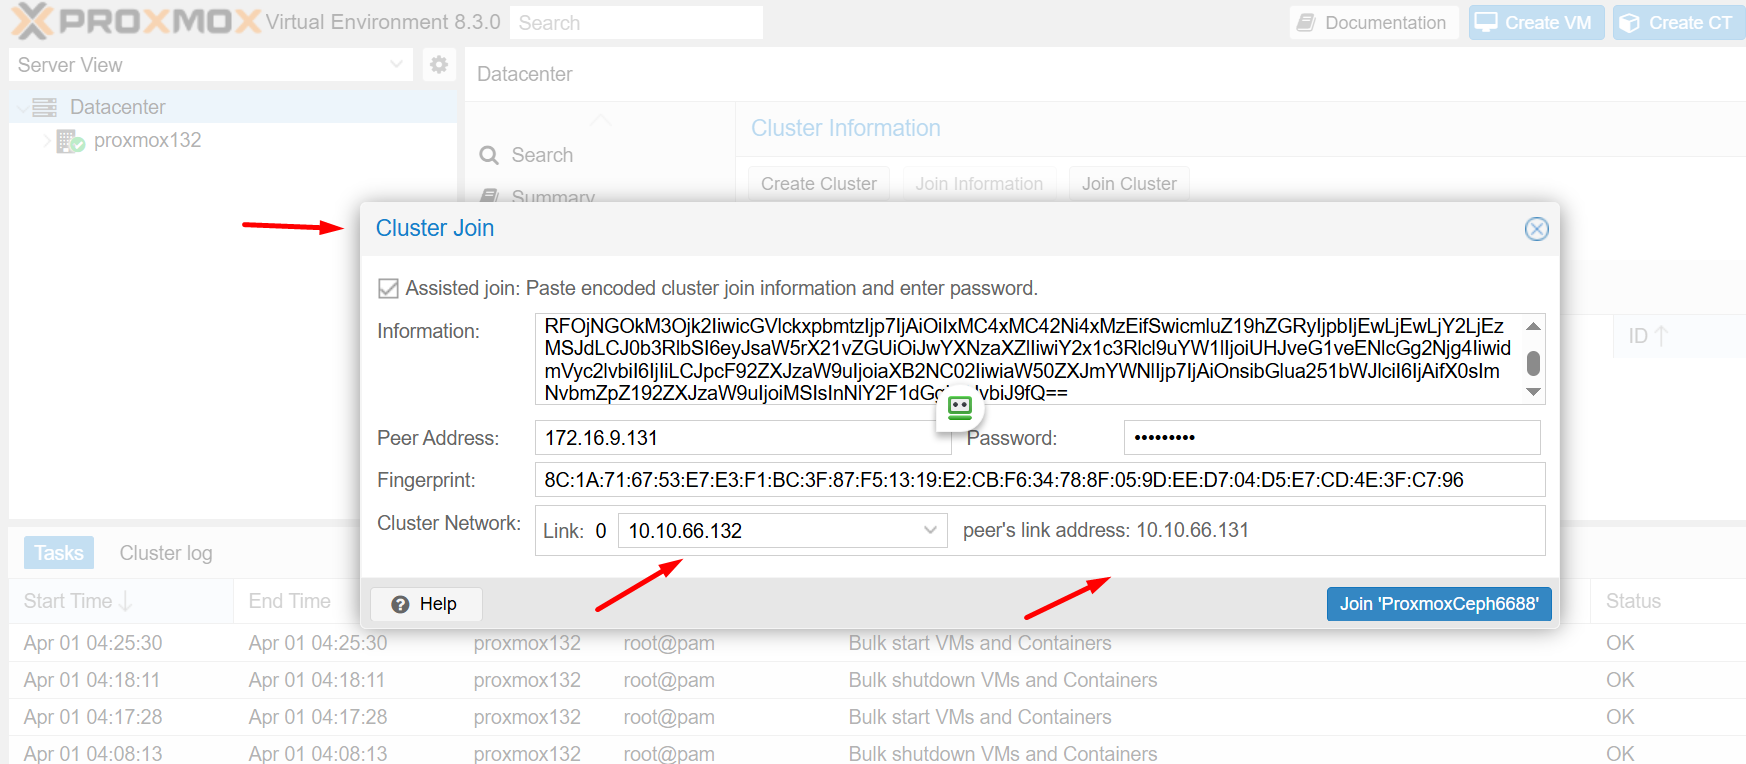 PROXMOX Virtual Environment 8.3.0 Search Documentation Create VM Create CT
Server View
Datacenter
Datacenter
proxmox132
Cluster Information
Search
Summary
Create Cluster Join Information Join Cluster
Cluster Join
Assisted join: Paste encoded cluster join information and enter password.
Information:
RFOjNGOkM3Ojk2IiwicGVlckxpbmtzIjp7IjAiOiIxMC4xMC42Ni4xMzEifSwicmluZ19hZGRyIjpbIjEwLjEwLjY2LjEz
MSJdLCJ0b3RlbSI6eyJsaW5rX21vZGUiOiJwYXNzaXZlIiwiY2x1c3Rlcl9uYW1lIjoiUHJveG1veENlcGg2Njg4Iiwid
mVyc2lvbiI6IjIiLCJpcF92ZXJzaW9uIjoiaXB2NC02IiwiaW50ZXJmYWNlIjp7IjAiOnsibGlua251bWJlciI6IjAifX0sIm
NvbmZpZ192ZXJzaW9uIjoiMSIsInNlY2F1dGg
vbiJ9fQ==
ID
Peer Address: 172.16.9.131
Password: •••••••••
Fingerprint: 8C:1A:71:67:53:E7:E3:F1:BC:3F:87:F5:13:19:E2:CB:F6:34:78:8F:05:9D:EE:D7:04:D5:E7:CD:4E:3F:C7:96
Cluster Network: Link: 0 10.10.66.132 peer's link address: 10.10.66.131
Help
Join 'ProxmoxCeph6688'
Tasks Cluster log
Start Time End Time Status
Apr 01 04:25:30 Apr 01 04:25:30 proxmox132 root@pam Bulk start VMs and Containers OK
Apr 01 04:18:11 Apr 01 04:18:11 proxmox132 root@pam Bulk shutdown VMs and Containers OK
Apr 01 04:17:28 Apr 01 04:17:28 proxmox132 root@pam Bulk start VMs and Containers OK
Apr 01 04:08:13 Apr 01 04:08:13 proxmox132 root@pam Bulk shutdown VMs and Containers OK